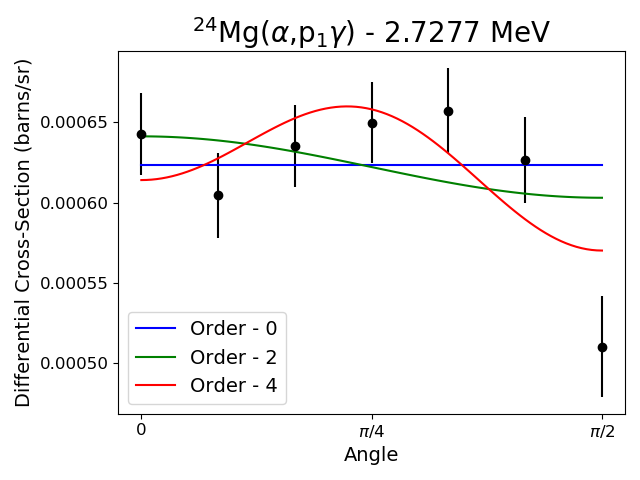 ²⁴Mg(α,p₁γ) - 2.7277 MeV
Differential Cross-Section (barns/sr)
0.00065
0.00060
0.00055
0.00050
Order - 0
Order - 2
Order - 4
0
π/4
π/2
Angle